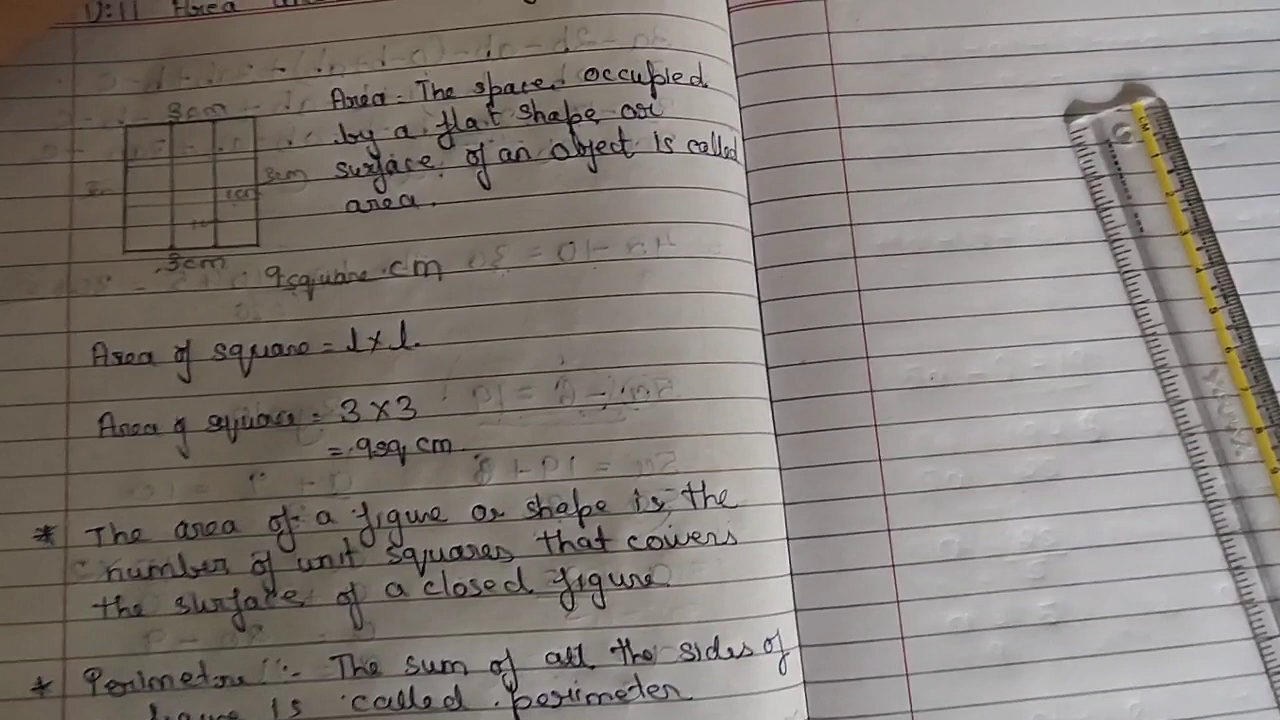 Area
3cm
Area - The space occupied
by a flat shape or
surface of an object is called
area.
3cm
1cm
3cm
9 square cm
Area of square = l x l.
Area of square = 3 x 3
= 9 sq cm
* The area of a figure or shape is the
number of unit squares that cowers
the surface of a closed figure
* Perimetre :- The sum of all the sides of
is called perimeter.